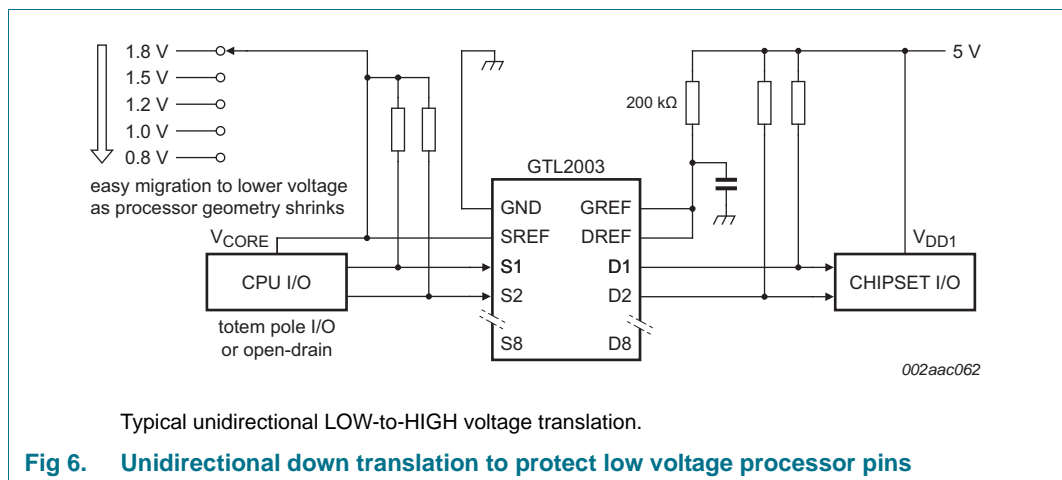 1.8 V
1.5 V
1.2 V
1.0 V
0.8 V
easy migration to lower voltage
as processor geometry shrinks
5 V
200 kΩ
GTL2003
GND GREF
SREF DREF
S1 D1
S2 D2
S8 D8
VCORE
CPU I/O
totem pole I/O
or open-drain
VDD1
CHIPSET I/O
002aac062
Typical unidirectional LOW-to-HIGH voltage translation.
Fig 6. Unidirectional down translation to protect low voltage processor pins